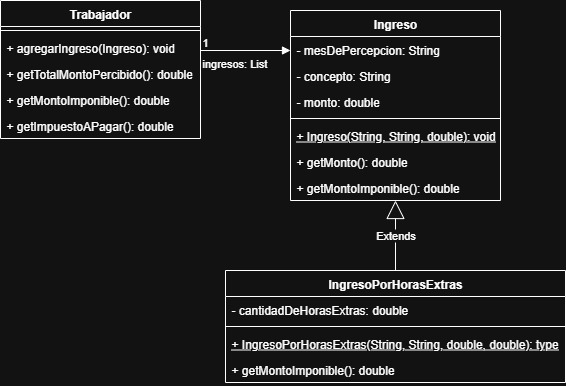 Trabajador
+ agregarIngreso(Ingreso): void
+ getTotalMontoPercibido(): double
+ getMontoImponible(): double
+ getImpuestoAPagar(): double
1
ingresos: List
Ingreso
- mesDePercepcion: String
- concepto: String
- monto: double
+ Ingreso(String, String, double): void
+ getMonto(): double
+ getMontoImponible(): double
Extends
IngresoPorHorasExtras
- cantidadDeHorasExtras: double
+ IngresoPorHorasExtras(String, String, double, double): type
+ getMontoImponible(): double